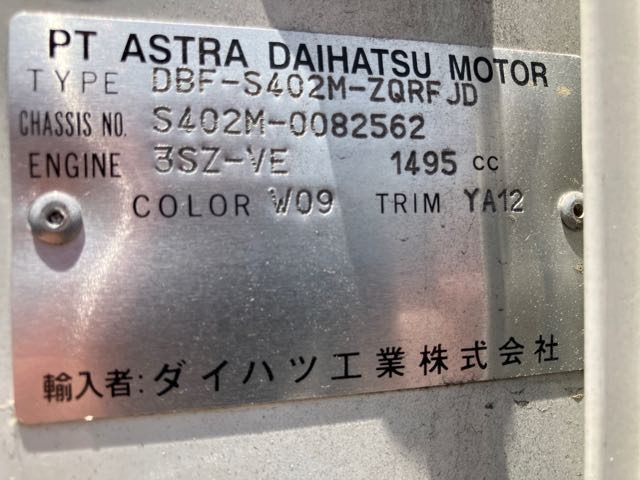 PT ASTRA DAIHATSU MOTOR
TYPE DBF-S402M-ZQRFJD
CHASSIS NO. S402M-0082562
ENGINE 3SZ-VE 1495 cc
COLOR W09 TRIM YA12
輸入者: ダイハツ工業株式会社